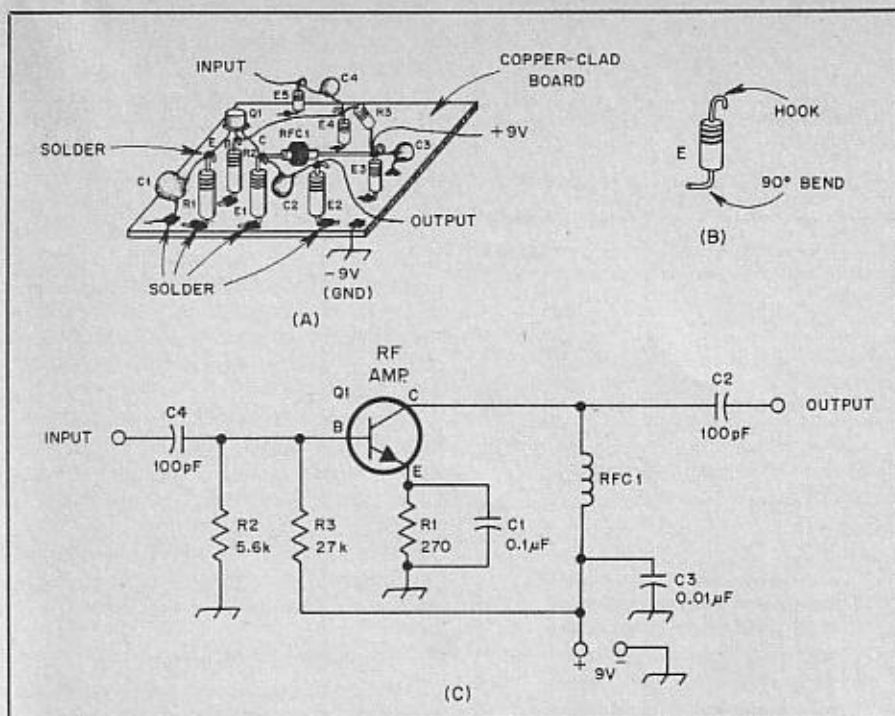 INPUT
C4
COPPER-CLAD
BOARD
Q1
E5
R3
E4
+9V
SOLDER
E
B
C
R2
RFC1
C3
C1
R1
E1
C2
E2
E3
OUTPUT
SOLDER
-9V
(GND)
(A)
HOOK
E
90° BEND
(B)
RF
AMP.
Q1
C
C2
OUTPUT
100pF
C4
INPUT
B
100pF
E
RFC1
R2
5.6k
R3
27k
R1
270
C1
0.1µF
C3
0.01µF
+
9V
-
(C)